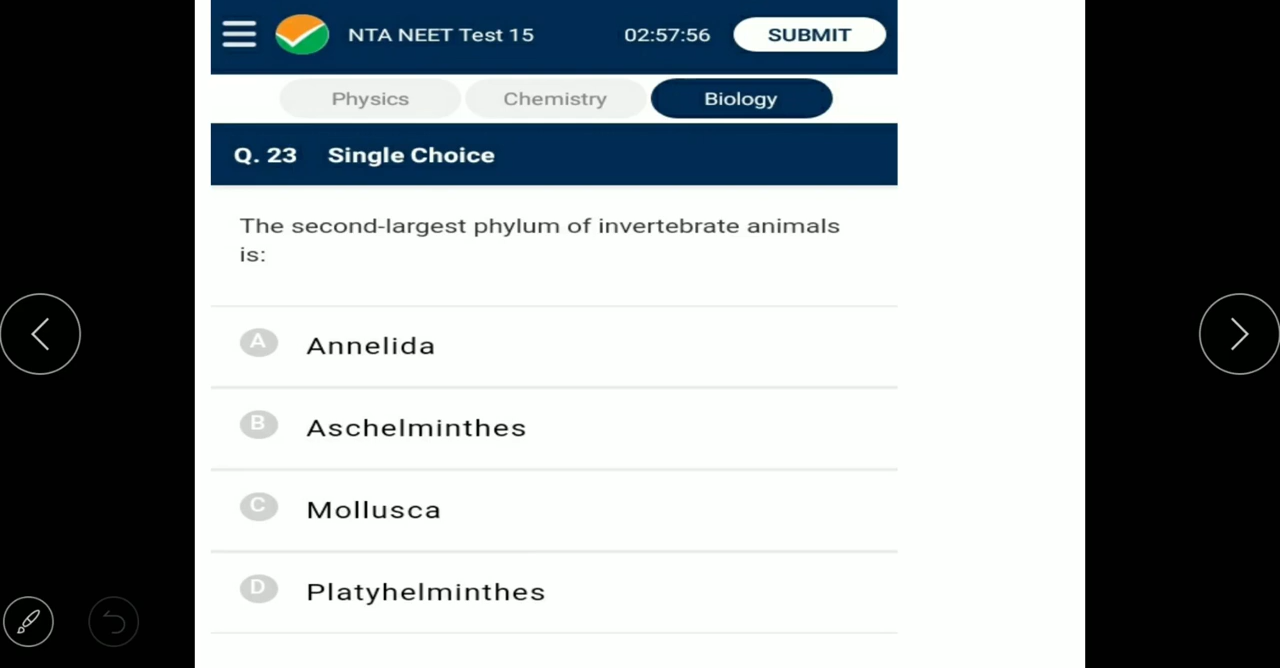 NTA NEET Test 15 02:57:56 SUBMIT
Physics Chemistry Biology
Q. 23 Single Choice
The second-largest phylum of invertebrate animals
is:
A Annelida
B Aschelminthes
C Mollusca
D Platyhelminthes